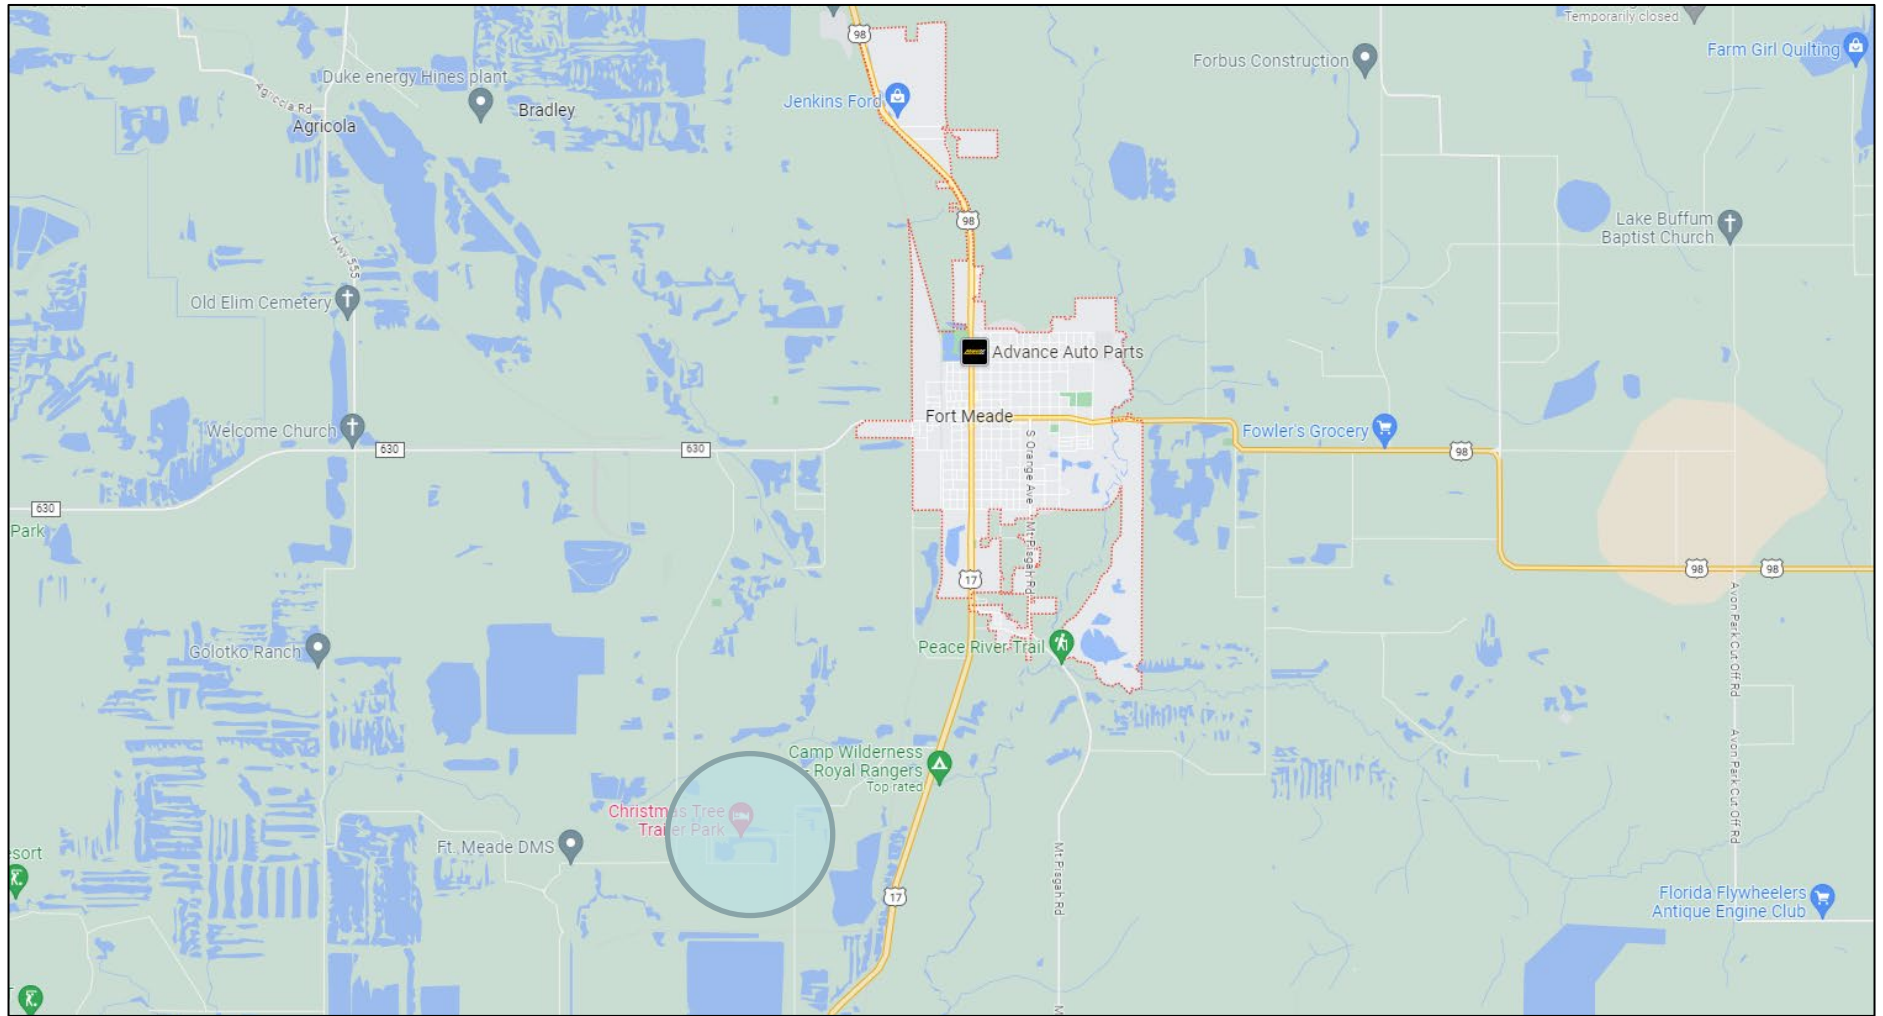 Temporarily closed
98
Forbus Construction
Farm Girl Quilting
Duke energy Hines plant
Bradley
Jenkins Ford
Agricola Rd
Agricola
98
Lake Buffum
Baptist Church
Hwy 555
Old Elim Cemetery
Advance Auto Parts
Fort Meade
Welcome Church
Fowler's Grocery
630
630
98
S Orange Ave
630
Park
Mt Pisgah Rd
17
98
98
Avon Park Cut Off Rd
Golotko Ranch
Peace River Trail
Camp Wilderness
- Royal Rangers
Top rated
Avon Park Cut Off Rd
Christmas Tree
Trailer Park
Ft. Meade DMS
esort
Mt Pisgah Rd
17
Florida Flywheelers
Antique Engine Club
M